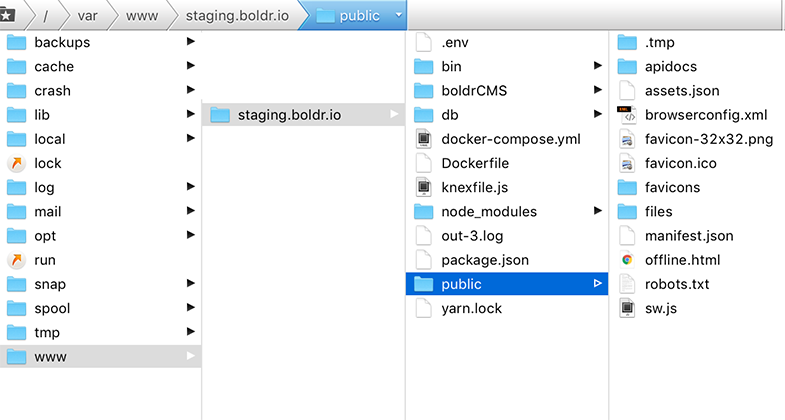 / var www staging.boldr.io public
backups
cache
crash
lib
local
lock
log
mail
opt
run
snap
spool
tmp
www
staging.boldr.io
.env
bin
boldrCMS
db
docker-compose.yml
Dockerfile
knexfile.js
node_modules
out-3.log
package.json
public
yarn.lock
.tmp
apidocs
assets.json
browserconfig.xml
favicon-32x32.png
favicon.ico
favicons
files
manifest.json
offline.html
robots.txt
sw.js